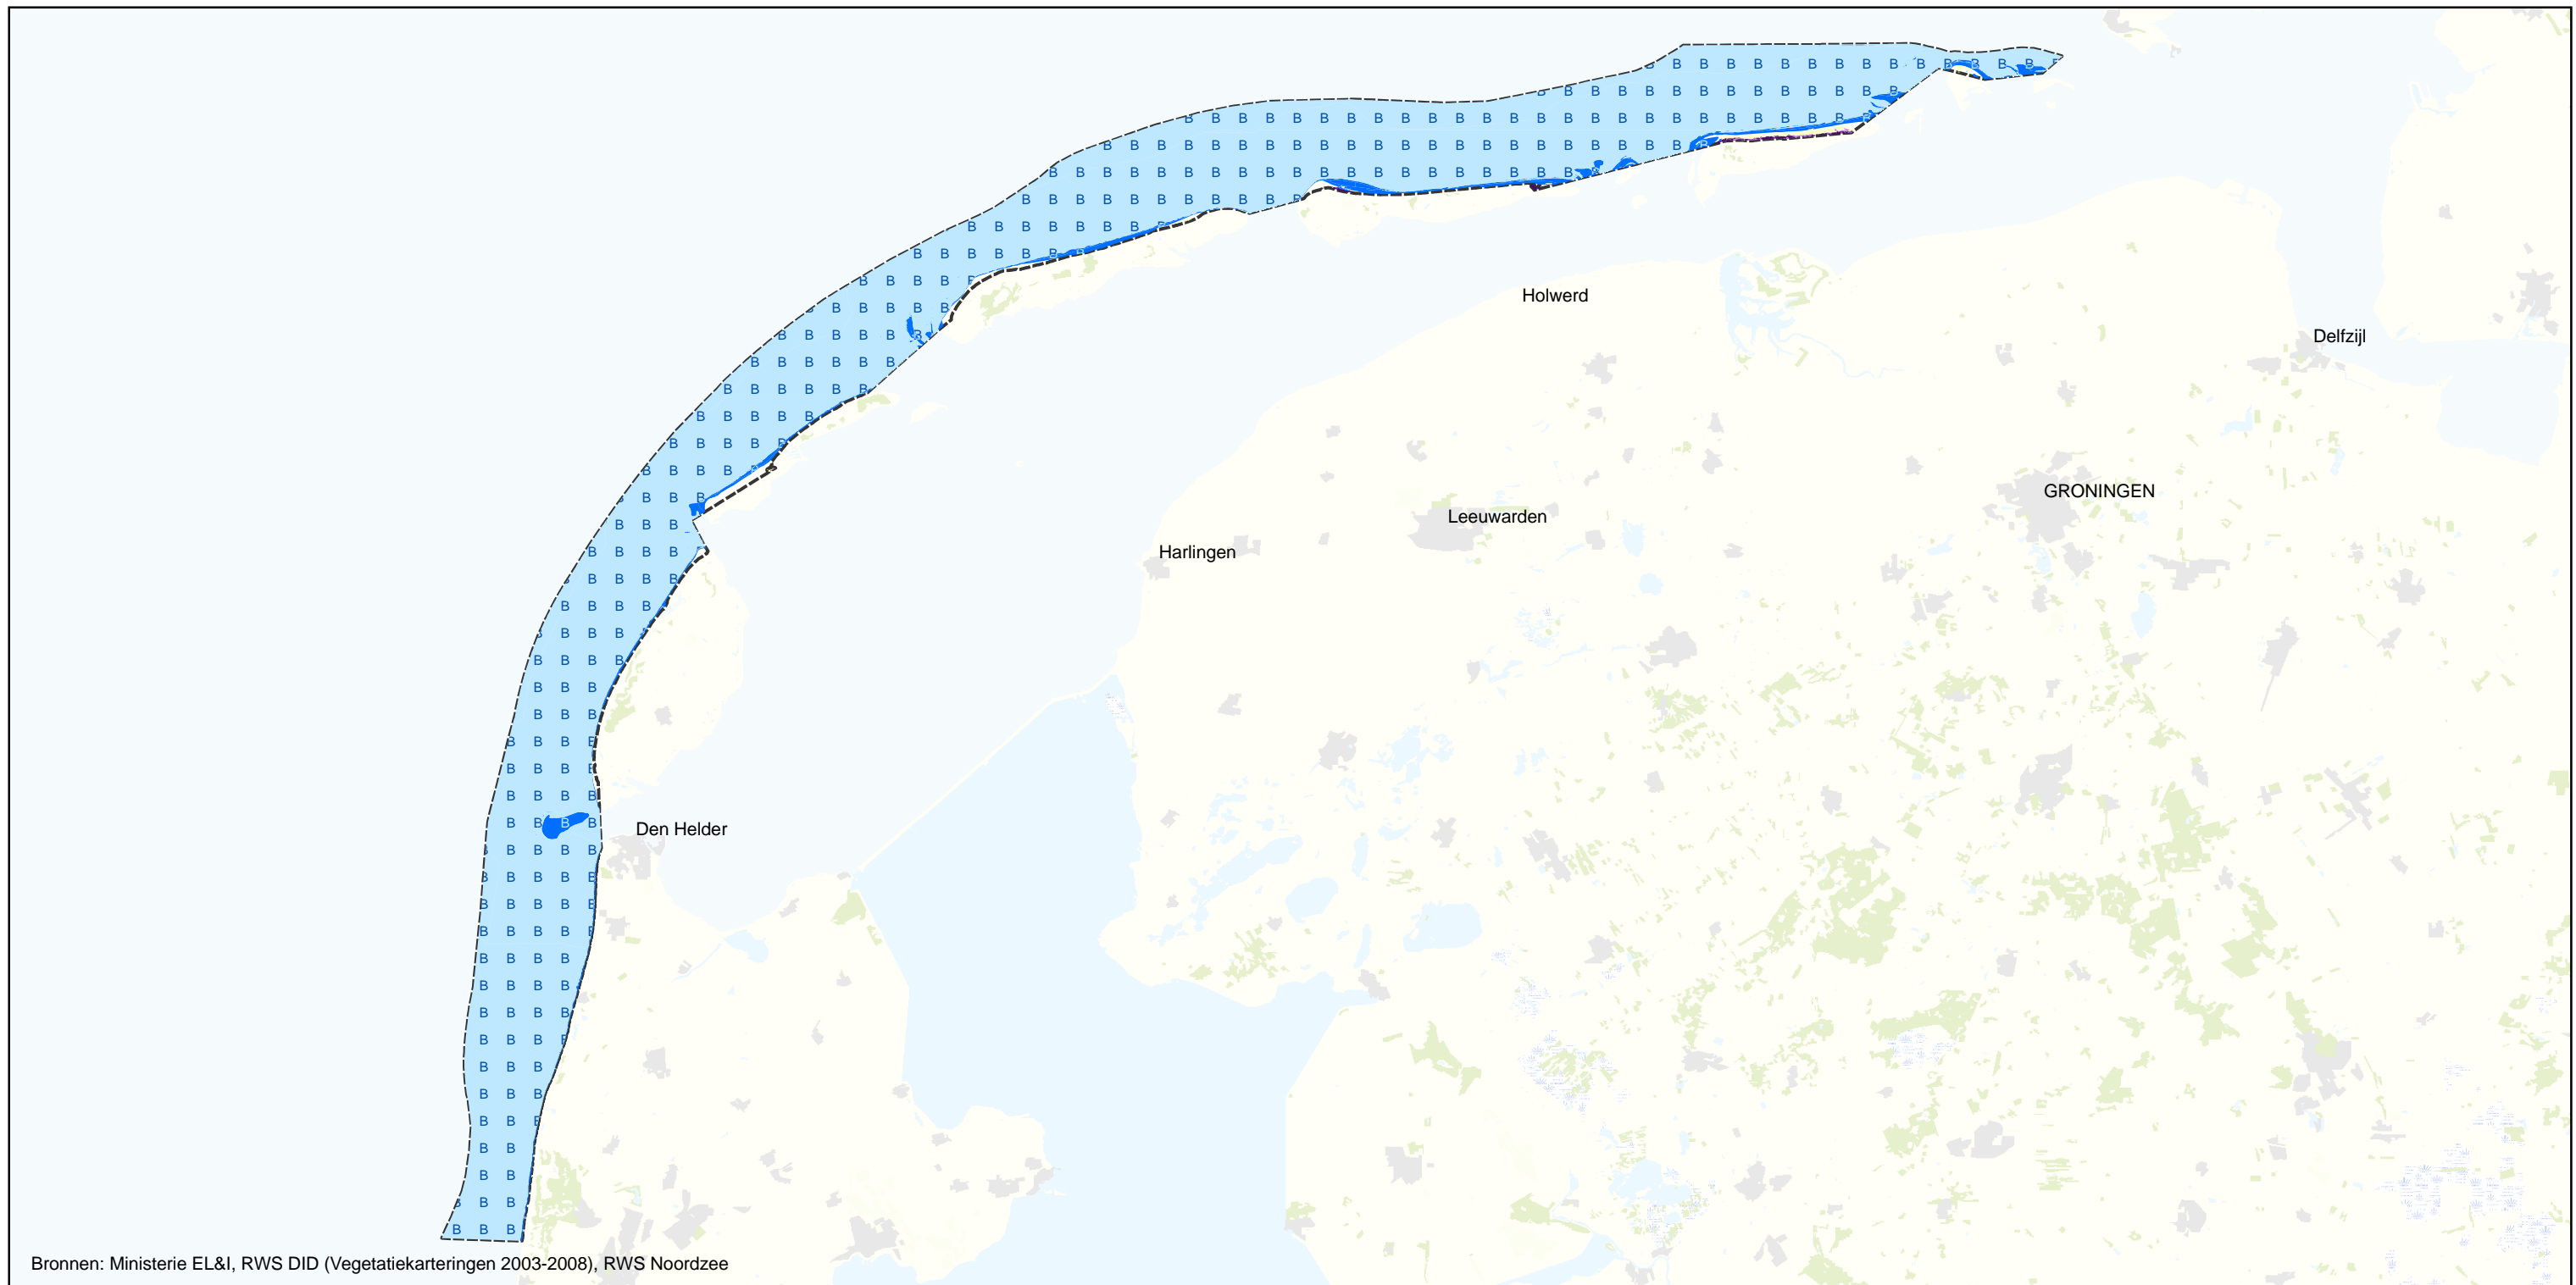 Holwerd
Delfzijl
GRONINGEN
Leeuwarden
Harlingen
Den Helder
Bronnen: Ministerie EL&I, RWS DID (Vegetatiekarteringen 2003-2008), RWS Noordzee